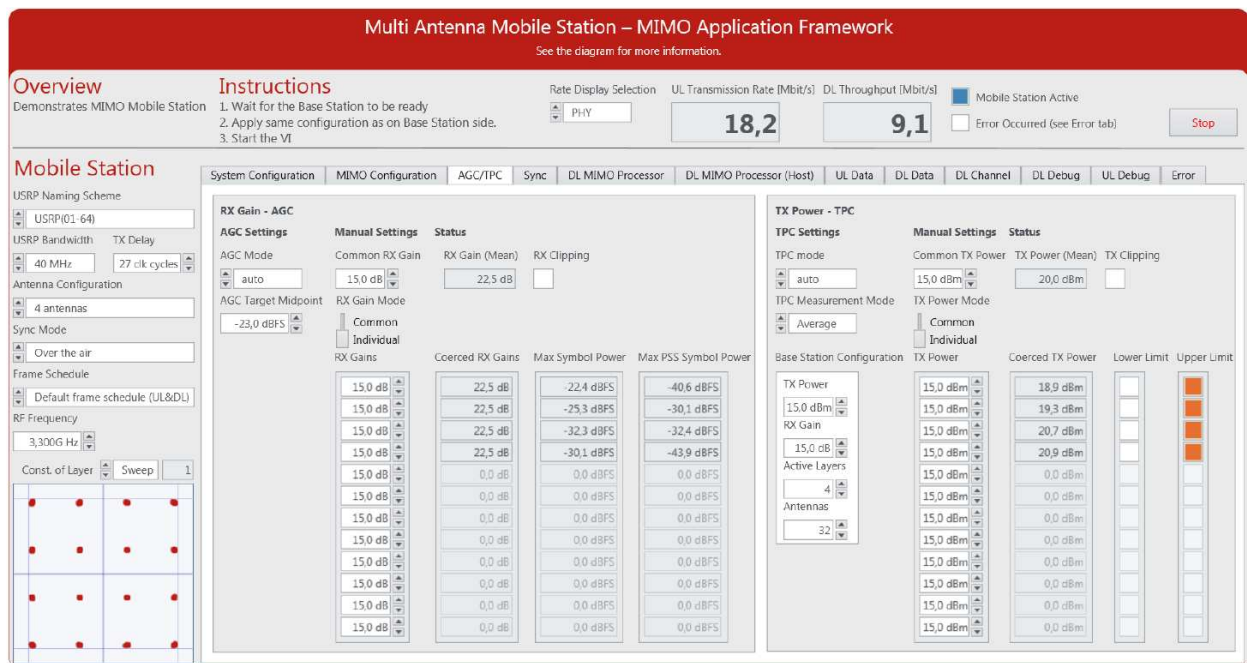 Multi Antenna Mobile Station – MIMO Application Framework
See the diagram for more information.
Overview
Demonstrates MIMO Mobile Station
Instructions
1. Wait for the Base Station to be ready
2. Apply same configuration as on Base Station side.
3. Start the VI
Rate Display Selection
PHY
UL Transmission Rate [Mbit/s]
18,2
DL Throughput [Mbit/s]
9,1
Mobile Station Active
Error Occurred (see Error tab)
Stop
Mobile Station
USRP Naming Scheme
USRP(01-64)
USRP Bandwidth TX Delay
40 MHz 27 clk cycles
Antenna Configuration
4 antennas
Sync Mode
Over the air
Frame Schedule
Default frame schedule (UL&DL)
RF Frequency
3,300G Hz
Const. of Layer Sweep 1
System Configuration MIMO Configuration AGC/TPC Sync DL MIMO Processor DL MIMO Processor (Host) UL Data DL Data DL Channel DL Debug UL Debug Error
RX Gain - AGC
AGC Settings Manual Settings Status
AGC Mode Common RX Gain RX Gain (Mean) RX Clipping
auto 15,0 dB 22,5 dB
AGC Target Midpoint RX Gain Mode
-23,0 dBFS Common
Individual
RX Gains Coerced RX Gains Max Symbol Power Max PSS Symbol Power
15,0 dB 22,5 dB -22,4 dBFS -40,6 dBFS
15,0 dB 22,5 dB -25,3 dBFS -30,1 dBFS
15,0 dB 22,5 dB -32,3 dBFS -32,4 dBFS
15,0 dB 22,5 dB -30,1 dBFS -43,9 dBFS
15,0 dB 0,0 dB 0,0 dBFS 0,0 dBFS
15,0 dB 0,0 dB 0,0 dBFS 0,0 dBFS
15,0 dB 0,0 dB 0,0 dBFS 0,0 dBFS
15,0 dB 0,0 dB 0,0 dBFS 0,0 dBFS
15,0 dB 0,0 dB 0,0 dBFS 0,0 dBFS
15,0 dB 0,0 dB 0,0 dBFS 0,0 dBFS
15,0 dB 0,0 dB 0,0 dBFS 0,0 dBFS
15,0 dB 0,0 dB 0,0 dBFS 0,0 dBFS
TX Power - TPC
TPC Settings Manual Settings Status
TPC mode Common TX Power TX Power (Mean) TX Clipping
auto 15,0 dBm 20,0 dBm
TPC Measurement Mode TX Power Mode
Average Common
Individual
Base Station Configuration TX Power Coerced TX Power Lower Limit Upper Limit
TX Power
15,0 dBm
RX Gain
15,0 dB
Active Layers
4
Antennas
32
15,0 dBm 18,9 dBm
15,0 dBm 19,3 dBm
15,0 dBm 20,7 dBm
15,0 dBm 20,9 dBm
15,0 dBm 0,0 dBm
15,0 dBm 0,0 dBm
15,0 dBm 0,0 dBm
15,0 dBm 0,0 dBm
15,0 dBm 0,0 dBm
15,0 dBm 0,0 dBm
15,0 dBm 0,0 dBm
15,0 dBm 0,0 dBm